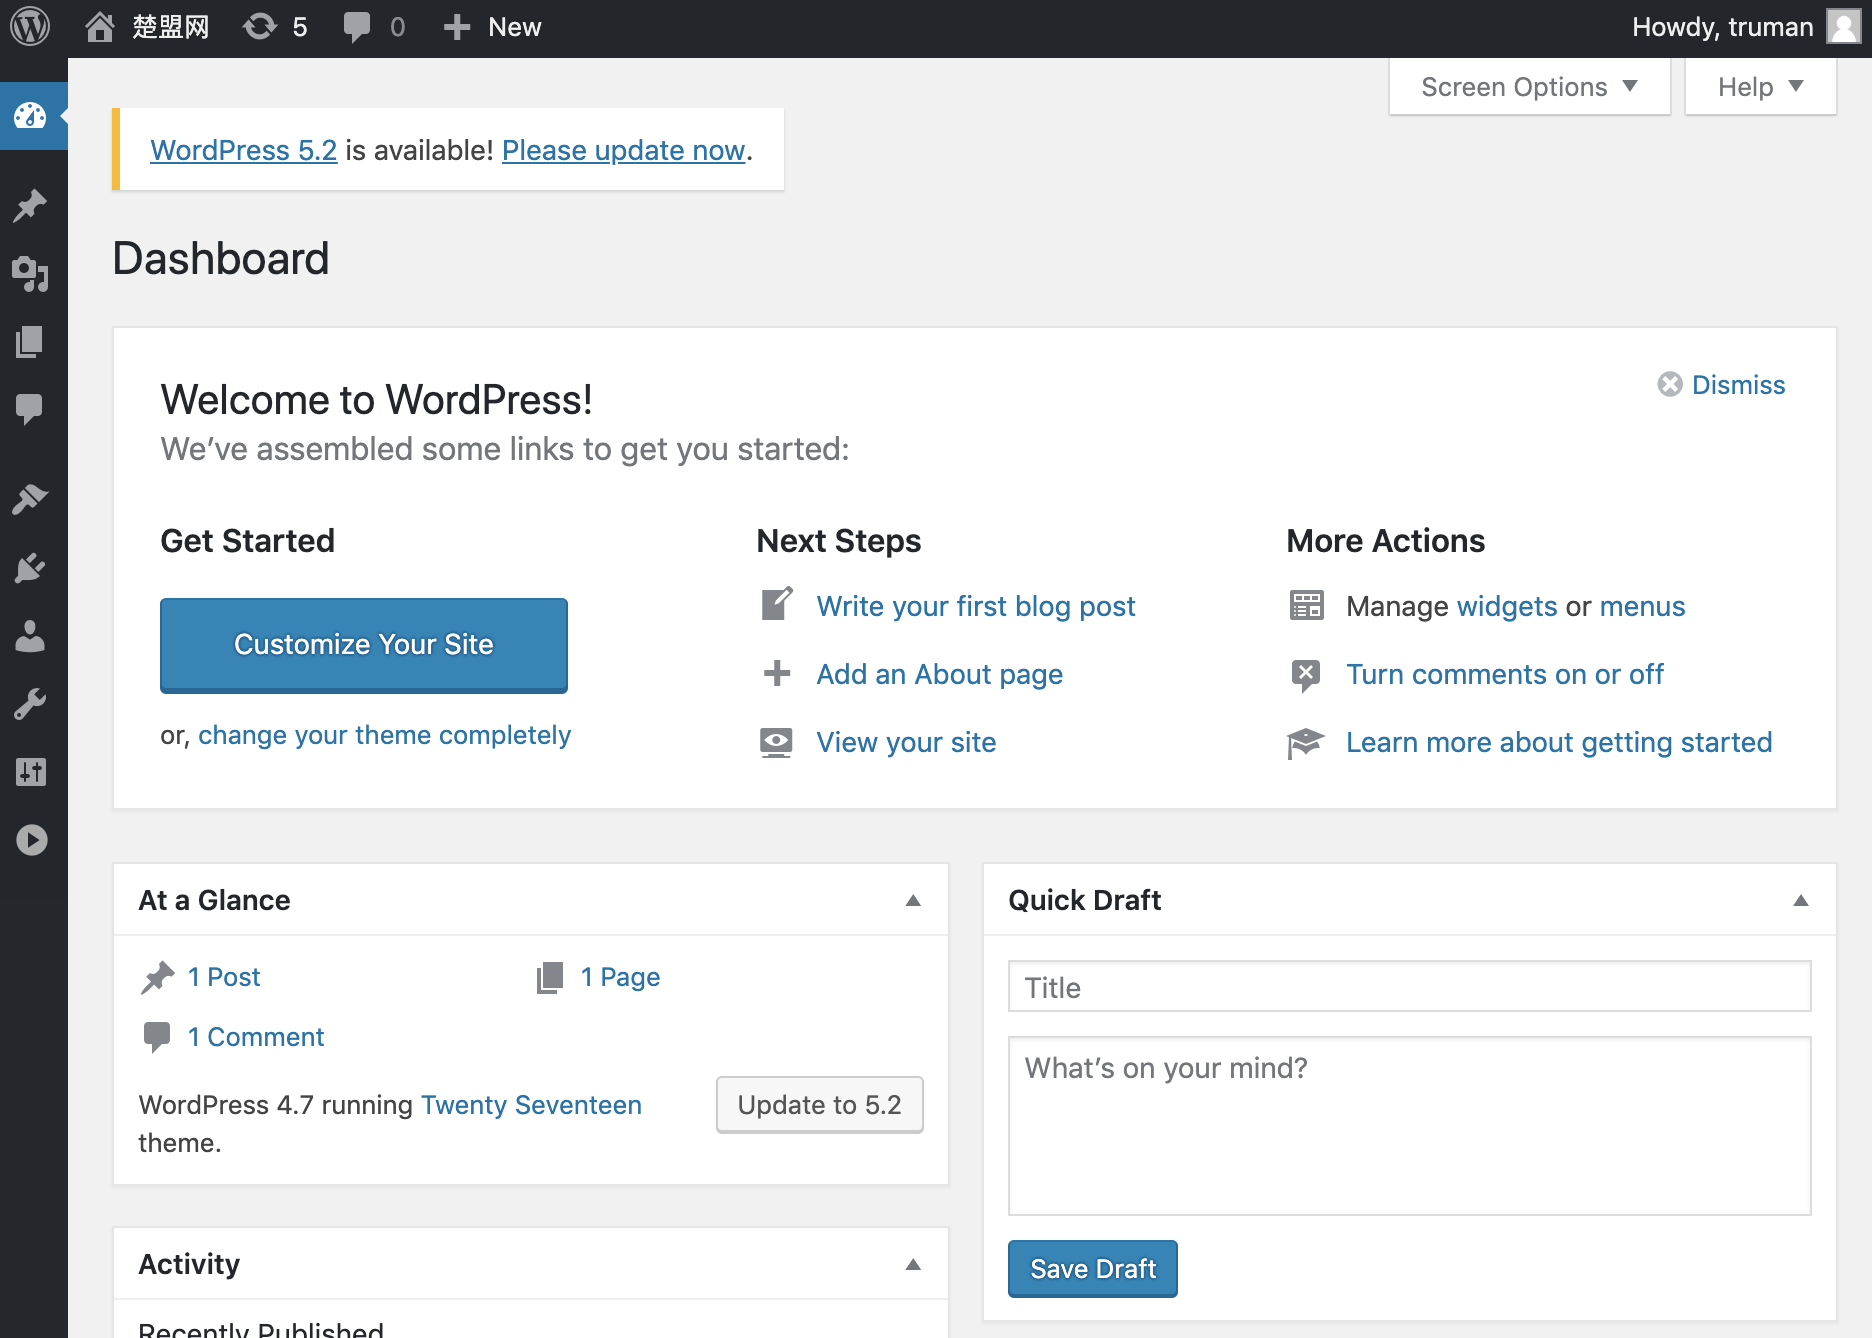 楚盟网 5 0 New Howdy, truman
Screen Options Help
WordPress 5.2 is available! Please update now.
Dashboard
Welcome to WordPress!
Dismiss
We’ve assembled some links to get you started:
Get Started
Customize Your Site
or, change your theme completely
Next Steps
Write your first blog post
Add an About page
View your site
More Actions
Manage widgets or menus
Turn comments on or off
Learn more about getting started
At a Glance
1 Post
1 Page
1 Comment
WordPress 4.7 running Twenty Seventeen
theme.
Update to 5.2
Activity
Recently Published
Quick Draft
Title
What’s on your mind?
Save Draft